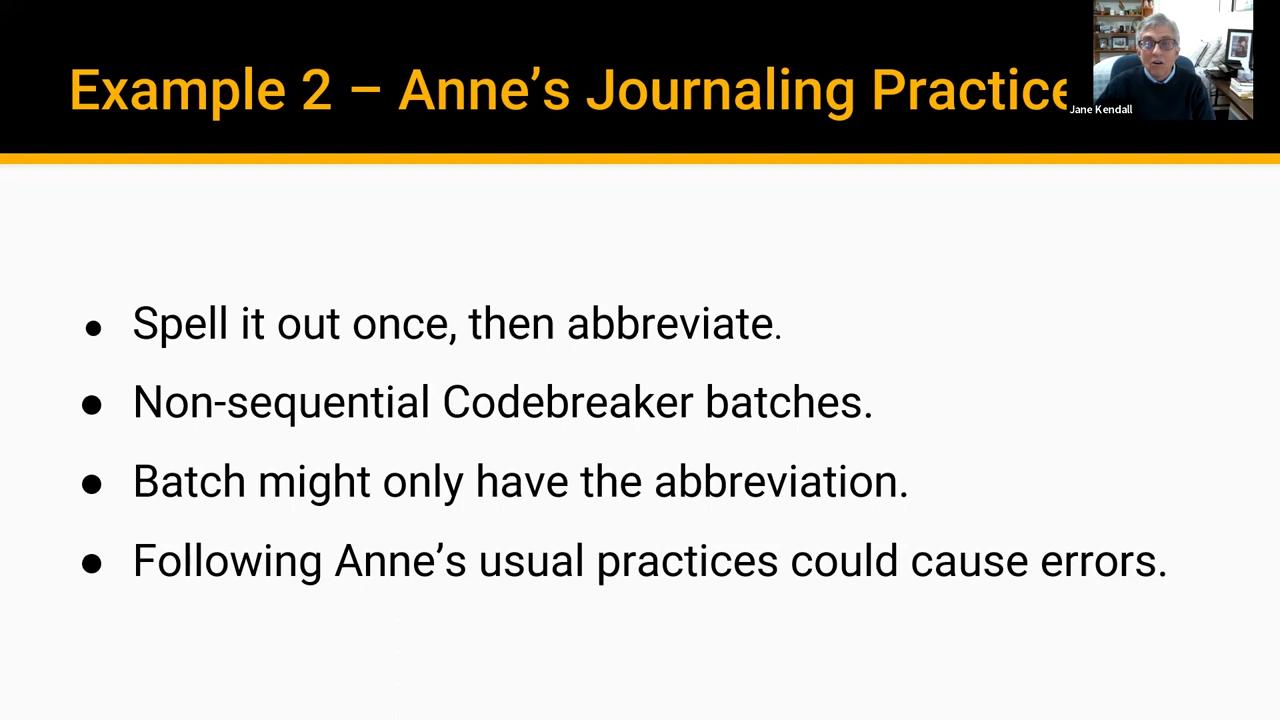 Example 2 – Anne’s Journaling Practice
Jane Kendall
● Spell it out once, then abbreviate.
● Non-sequential Codebreaker batches.
● Batch might only have the abbreviation.
● Following Anne’s usual practices could cause errors.